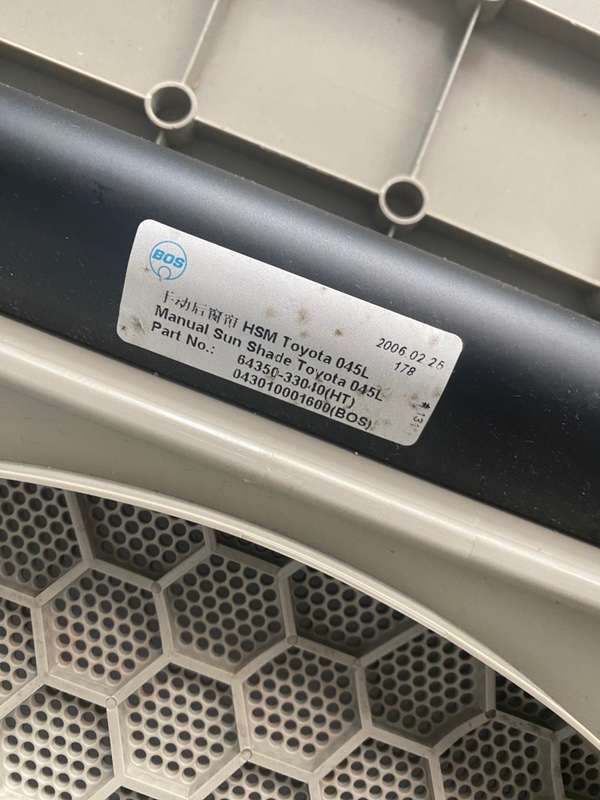 BOS
手动后窗帘 HSM Toyota 045L
2006 02 25
Manual Sun Shade Toyota 045L
178
Part No.: 64350-33040(HT)
043010001600(BOS)
# 131